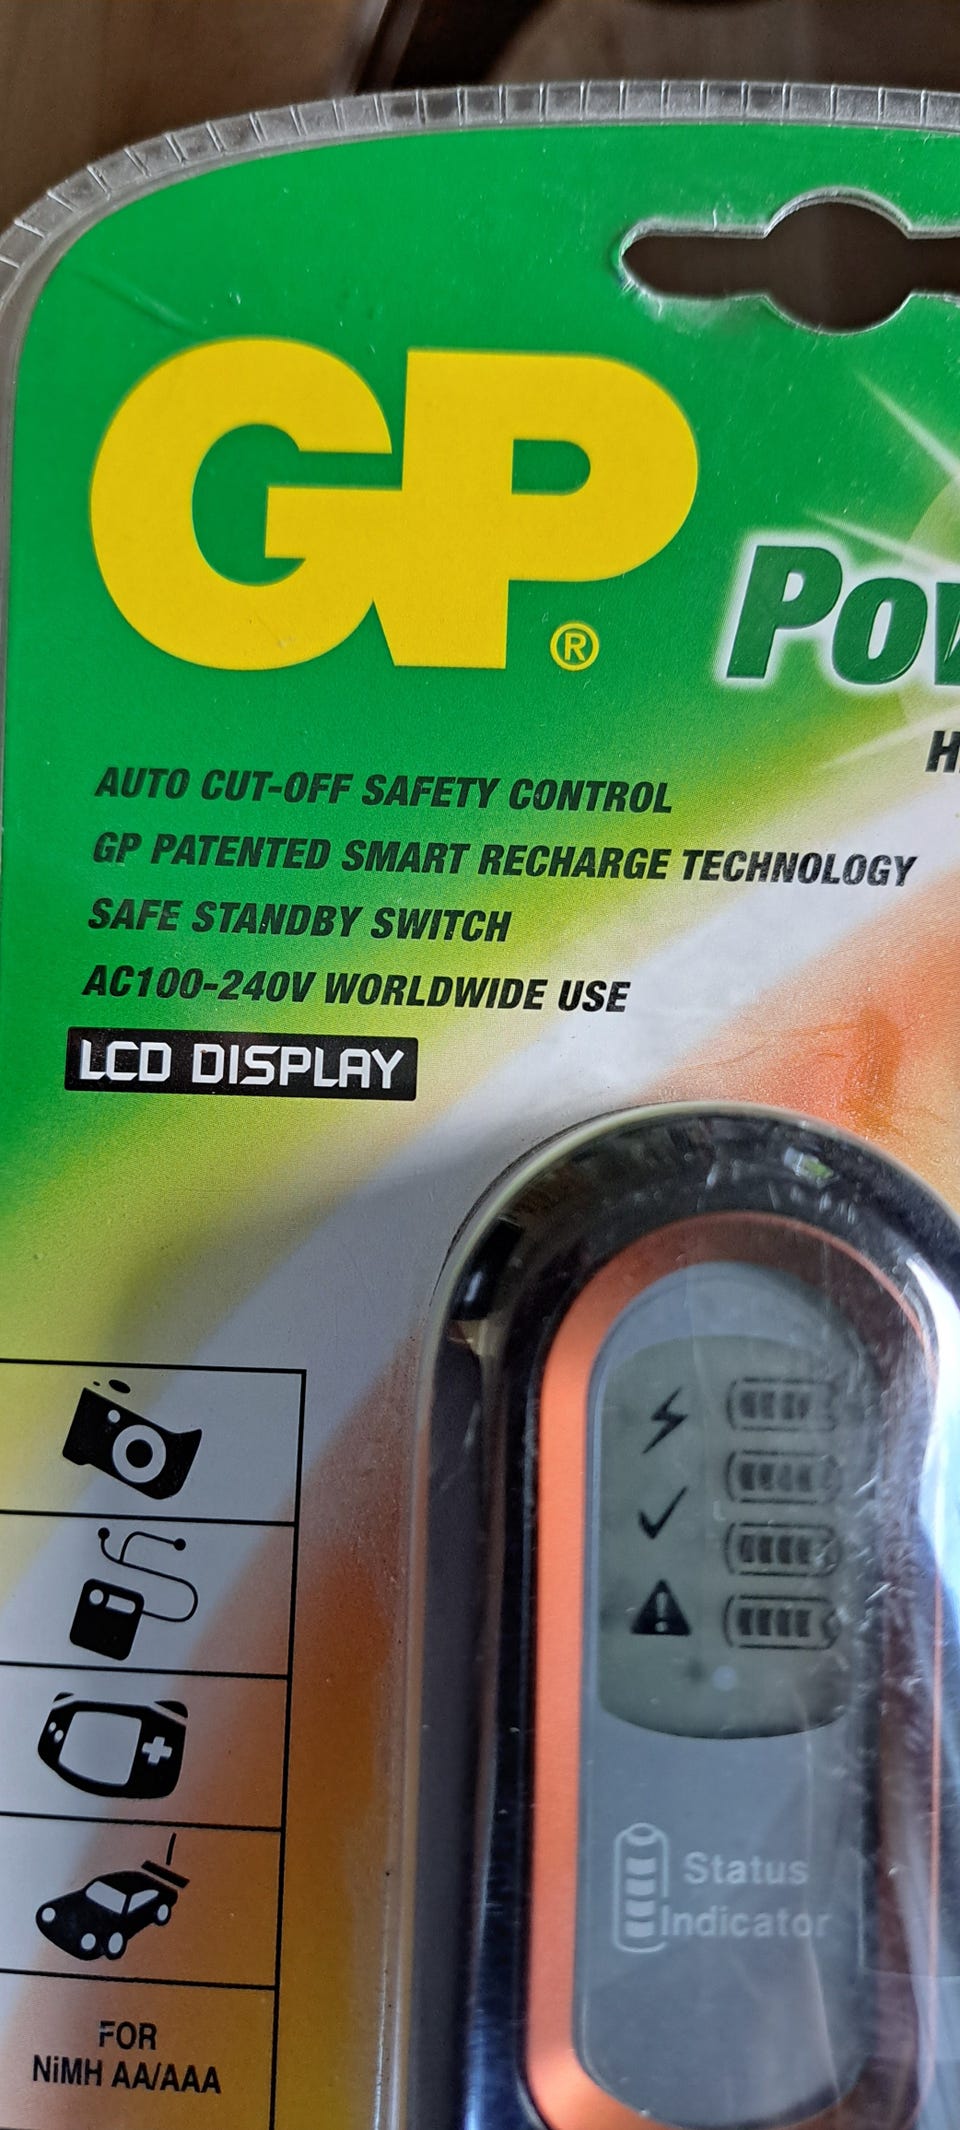 GP®
AUTO CUT-OFF SAFETY CONTROL
GP PATENTED SMART RECHARGE TECHNOLOGY
SAFE STANDBY SWITCH
AC100-240V WORLDWIDE USE
LCD DISPLAY
Status
Indicator
FOR
NiMH AA/AAA